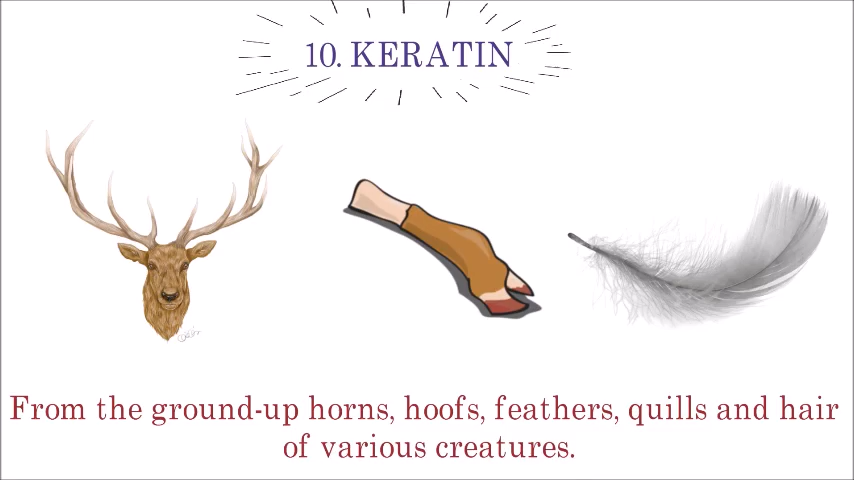 10. KERATIN
From the ground-up horns, hoofs, feathers, quills and hair
of various creatures.